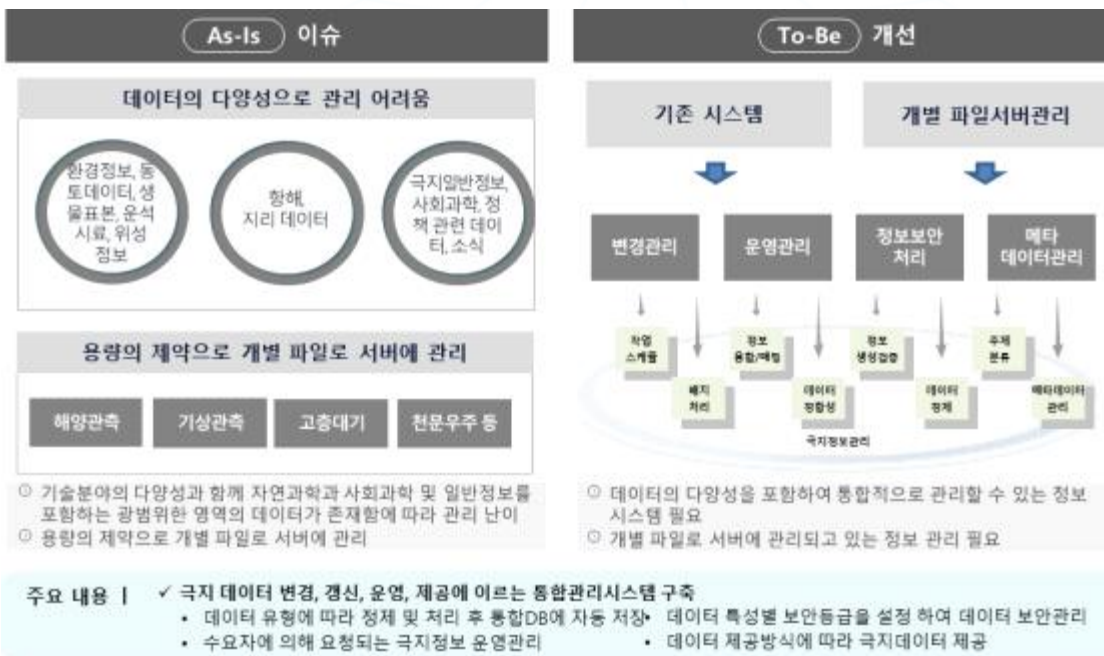 As-Is 이슈
데이터의 다양성으로 관리 어려움
환경정보, 동
토데이터, 생
물표본, 운석
시료, 위성
정보
항해,
지리 데이터
극지일반정보,
사회과학, 정
책 관련 데이
터, 소식
용량의 제약으로 개별 파일로 서버에 관리
해양관측
기상관측
고층대기
천문우주 등
기술분야의 다양성과 함께 자연과학과 사회과학 및 일반정보를
포함하는 광범위한 영역의 데이터가 존재함에 따라 관리 난이
용량의 제약으로 개별 파일로 서버에 관리
To-Be 개선
기존 시스템
개별 파일서버관리
변경관리
운영관리
정보보안
처리
메타
데이터관리
작업
스케쥴
배치
처리
정보
융합/매핑
데이터
정합성
정보
생성검증
데이터
정제
주제
분류
메타데이터
관리
극지정보관리
데이터의 다양성을 포함하여 통합적으로 관리할 수 있는 정보
시스템 필요
개별 파일로 서버에 관리되고 있는 정보 관리 필요
주요 내용 | ✓ 극지 데이터 변경, 갱신, 운영, 제공에 이르는 통합관리시스템 구축
• 데이터 유형에 따라 정제 및 처리 후 통합DB에 자동 저장
• 수요자에 의해 요청되는 극지정보 운영관리
• 데이터 특성별 보안등급을 설정 하여 데이터 보안관리
• 데이터 제공방식에 따라 극지데이터 제공